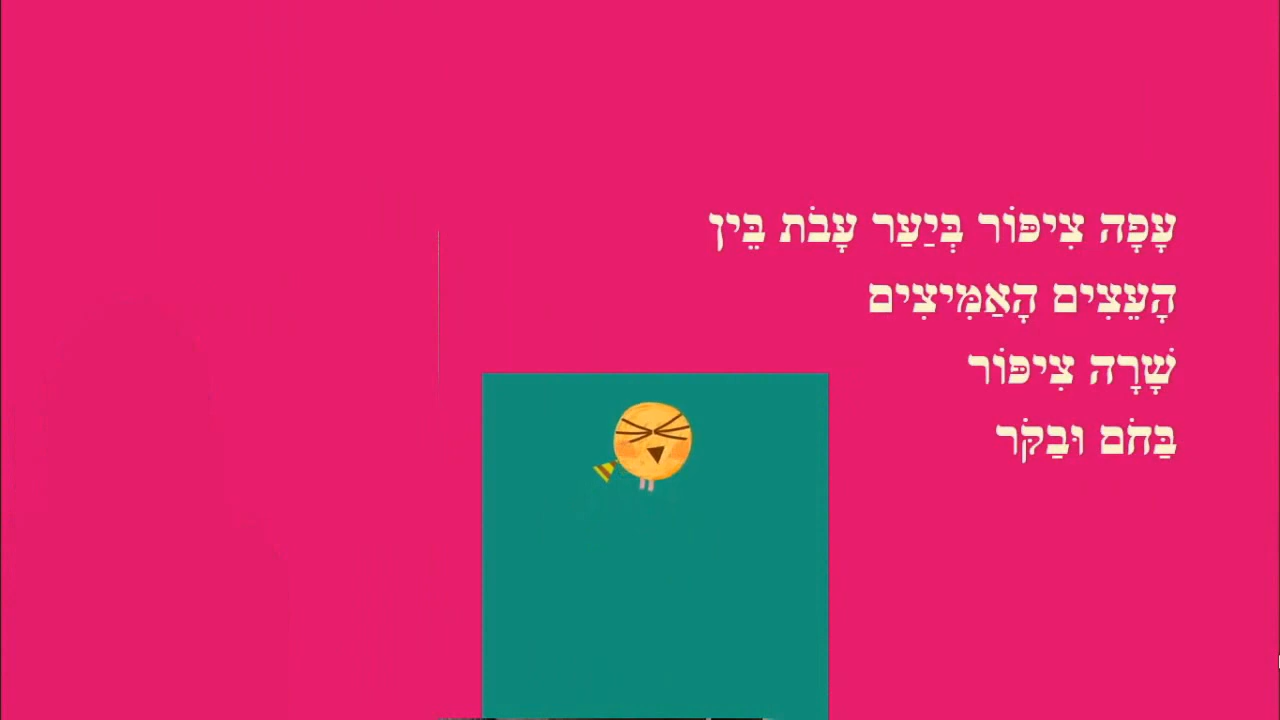 עָפָה צִיפּוֹר בְּיַעַר עָבֹת בֵּין
הָעֵצִים הָאַמִּיצִים
שָׁרָה צִיפּוֹר
בַּחֹם וּבַקֹּר